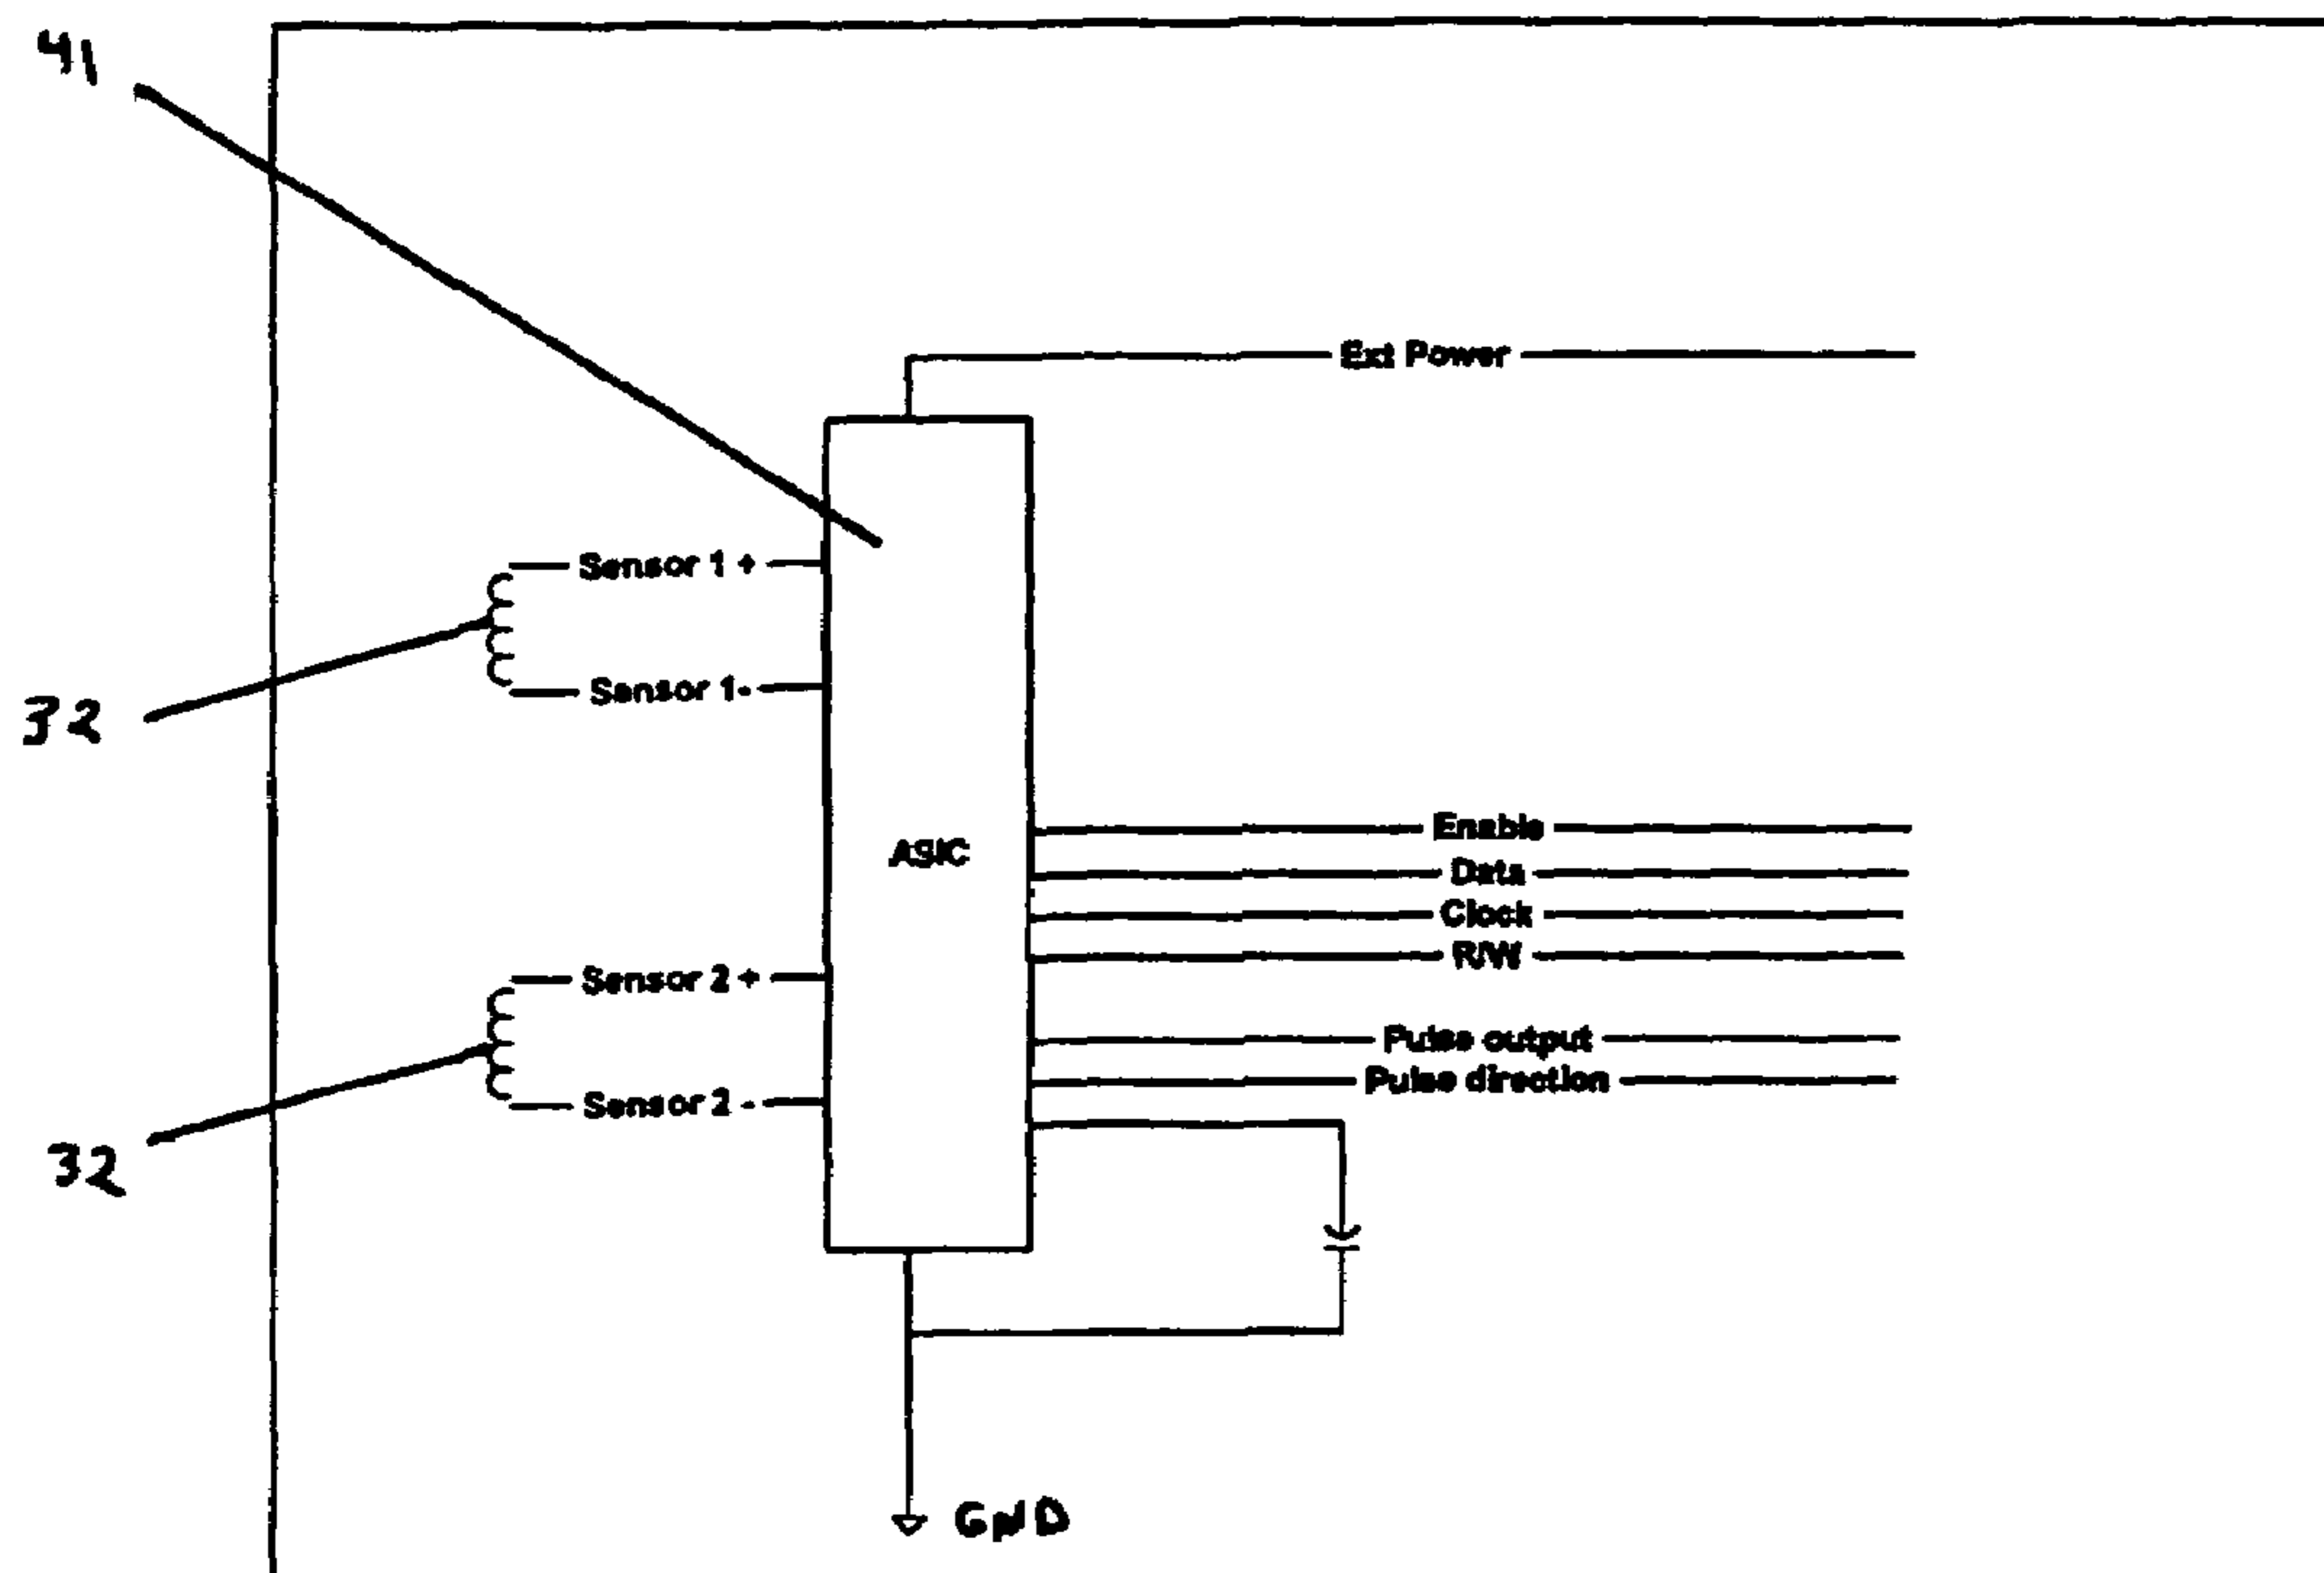 41
Ext Power
Sensor 1 +
32
Sensor 1-
Enable
ASIC
Data
Clock
R/W
Sensor 2 +
Pulse output
Pulse direction
Sensor 2 -
32
GND